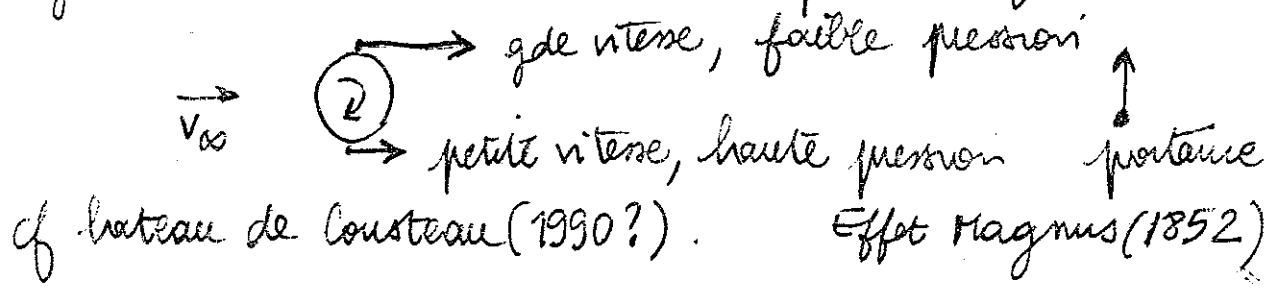 gde vitesse, faible pression
v∞
petite vitesse, haute pression portance
cf bateau de Cousteau (1990?). Effet Magnus (1852)